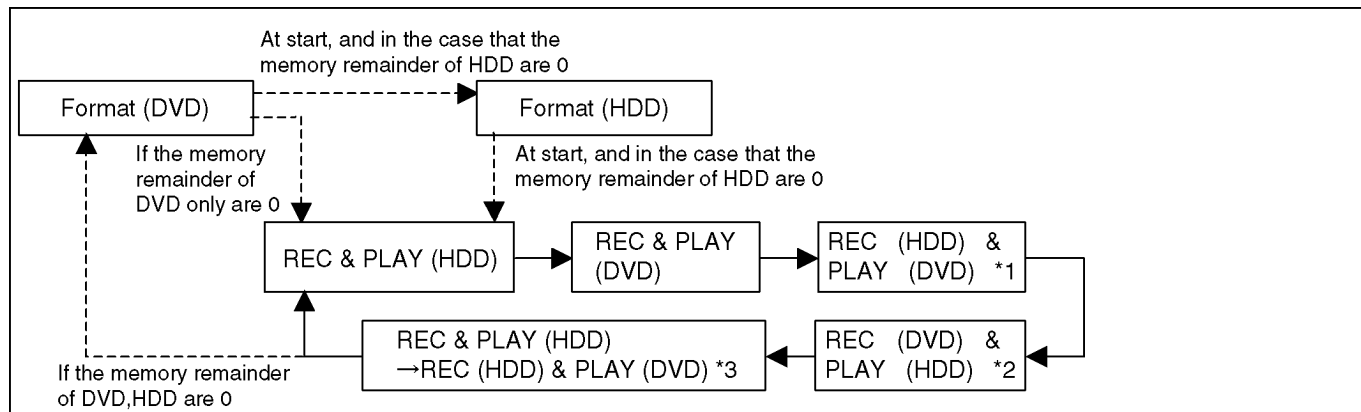 At start, and in the case that the
memory remainder of HDD are 0
Format (DVD)
Format (HDD)
If the memory
remainder of
DVD only are 0
At start, and in the case that the
memory remainder of HDD are 0
REC & PLAY (HDD)
REC & PLAY
(DVD)
REC (HDD) &
PLAY (DVD) *1
REC (DVD) &
PLAY (HDD) *2
REC & PLAY (HDD)
→REC (HDD) & PLAY (DVD) *3
If the memory remainder
of DVD,HDD are 0